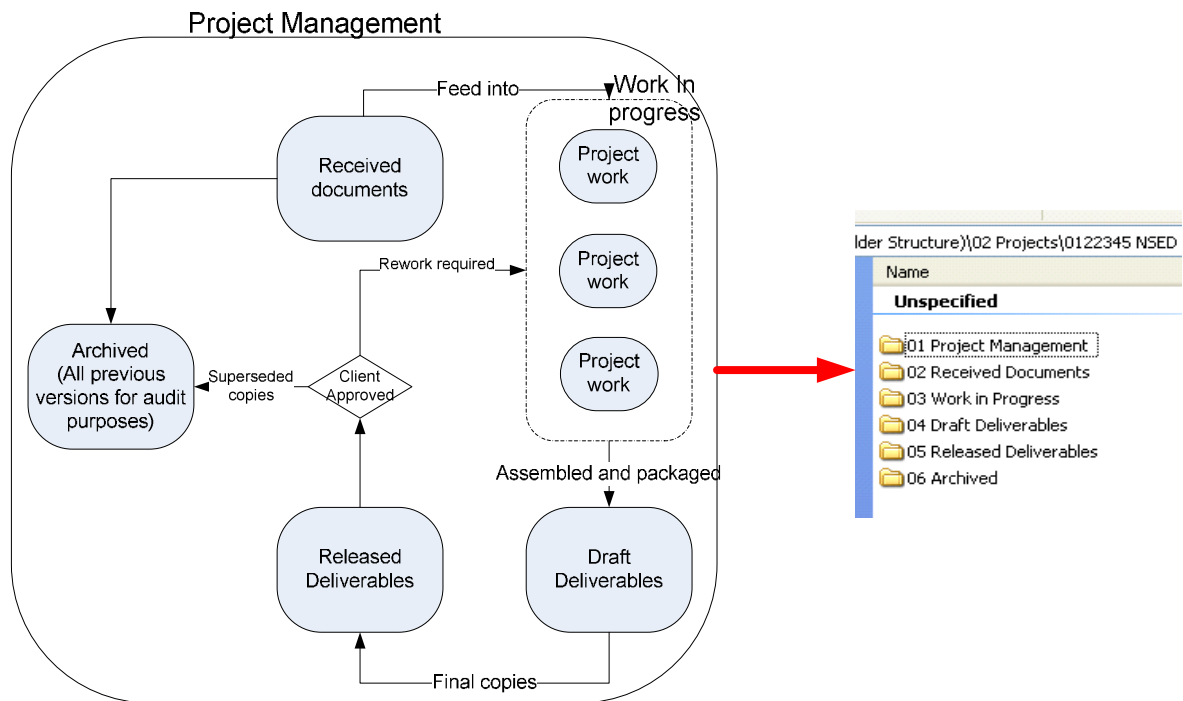 Project Management
Feed into
Work In
progress
Received
documents
Project
work
Project
work
Project
work
Rework required
Archived
(All previous
versions for audit
purposes)
Superseded
copies
Client
Approved
Assembled and packaged
Released
Deliverables
Draft
Deliverables
Final copies
lder Structure)\02 Projects\0122345 NSED
Name
Unspecified
01 Project Management
02 Received Documents
03 Work in Progress
04 Draft Deliverables
05 Released Deliverables
06 Archived